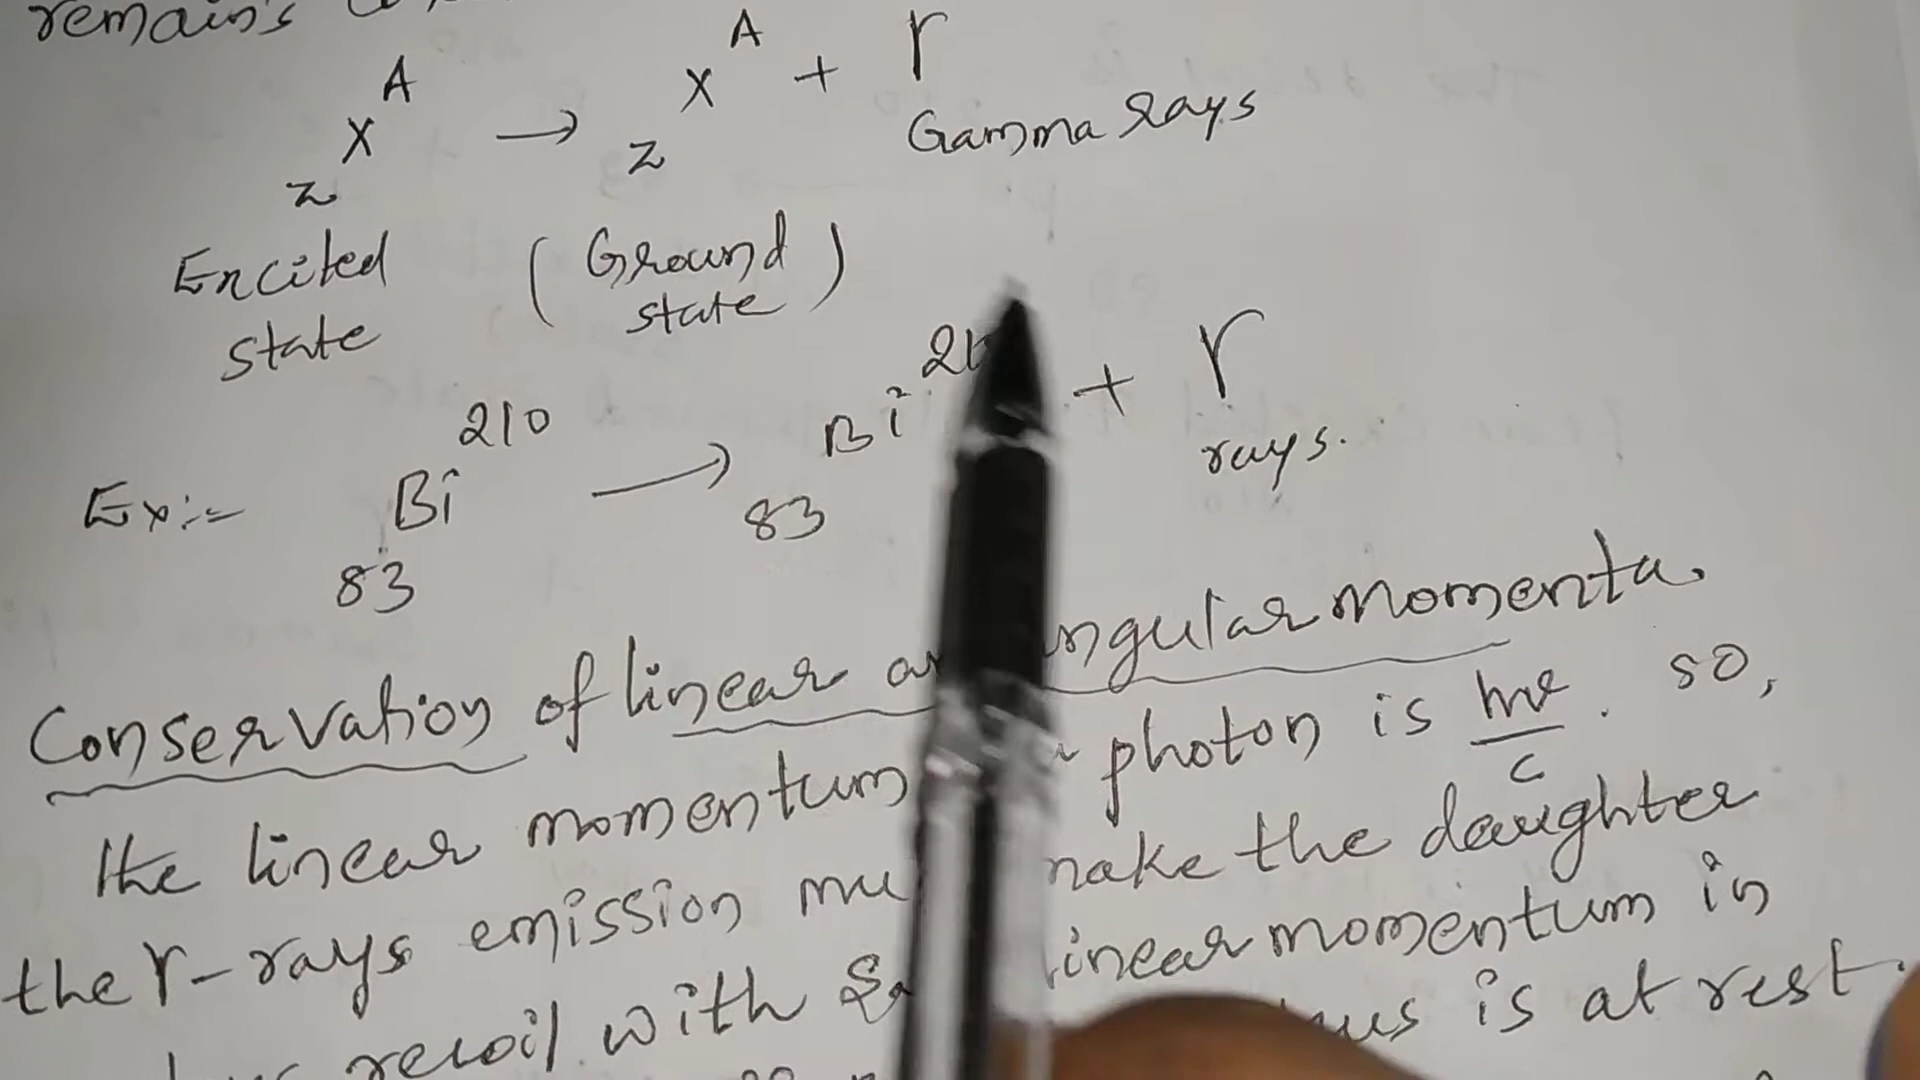 remains
A A
X → X + γ
z z Gamma rays
Excited (Ground
state state)
210
Ex:- Bi → Bi + γ
83 83 rays.
Conservation of linear angular momenta.
the linear momentum photon is hν/c. so,
the γ-rays emission make the daughter
recoil with linear momentum in
is at rest.